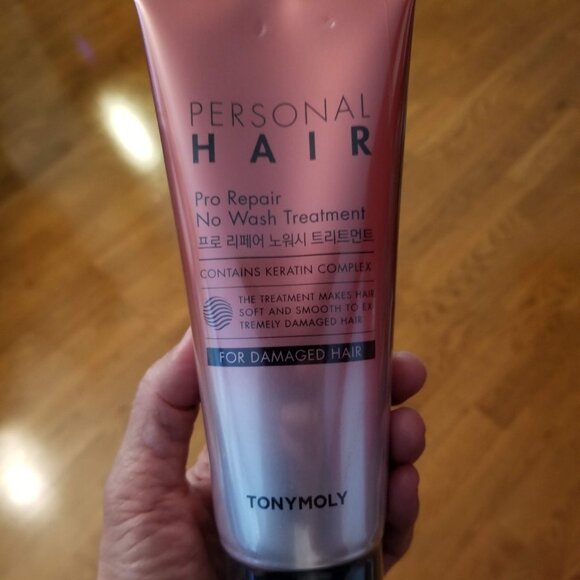 PERSONAL
HAIR
Pro Repair
No Wash Treatment
프로 리페어 노워시 트리트먼트
CONTAINS KERATIN COMPLEX
THE TREATMENT MAKES HAIR
SOFT AND SMOOTH TO EX-
TREMELY DAMAGED HAIR
FOR DAMAGED HAIR
TONYMOLY